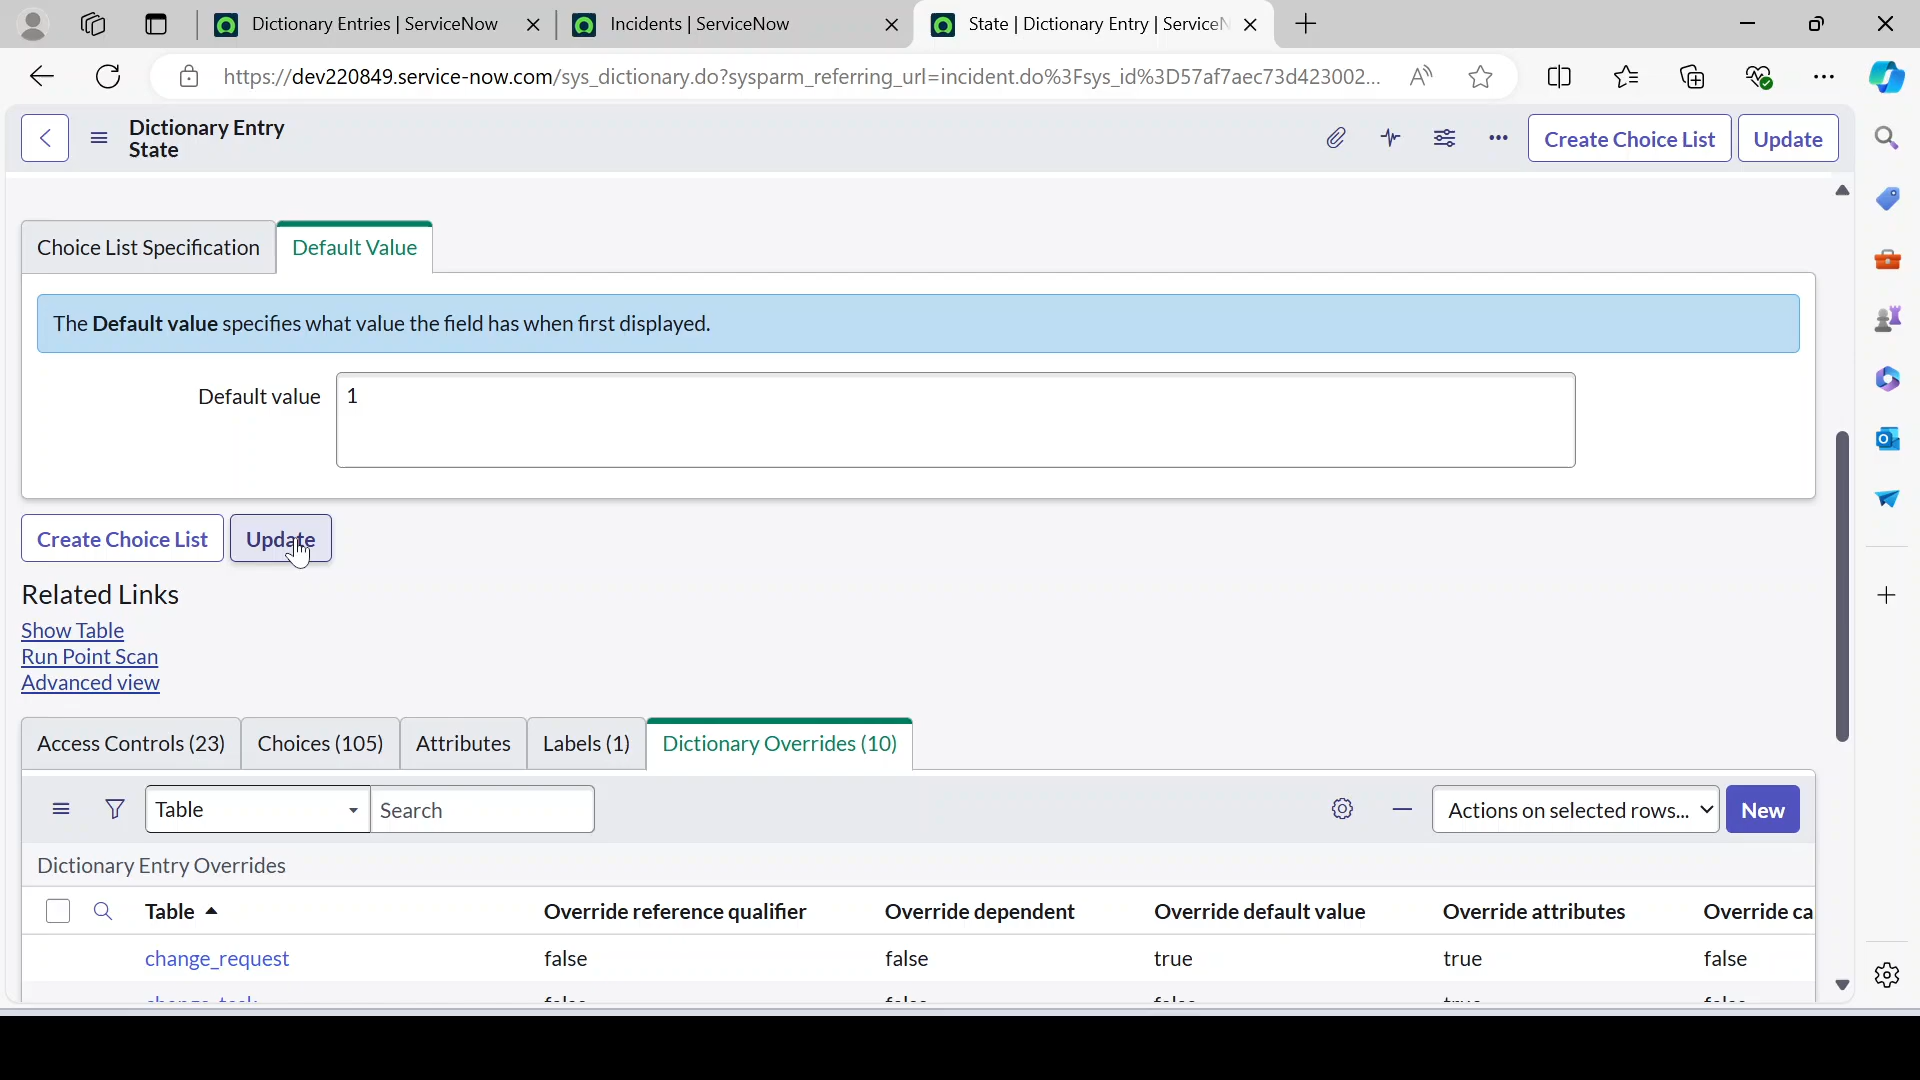 Dictionary Entries | ServiceNow
Incidents | ServiceNow
State | Dictionary Entry | ServiceN
https://dev220849.service-now.com/sys_dictionary.do?sysparm_referring_url=incident.do%3Fsys_id%3D57af7aec73d423002...
Dictionary Entry
State
Create Choice List
Update
Choice List Specification
Default Value
The Default value specifies what value the field has when first displayed.
Default value
1
Create Choice List
Update
Related Links
Show Table
Run Point Scan
Advanced view
Access Controls (23)
Choices (105)
Attributes
Labels (1)
Dictionary Overrides (10)
Table
Search
Actions on selected rows...
New
Dictionary Entry Overrides
Table
Override reference qualifier
Override dependent
Override default value
Override attributes
Override ca
change_request
false
false
true
true
false